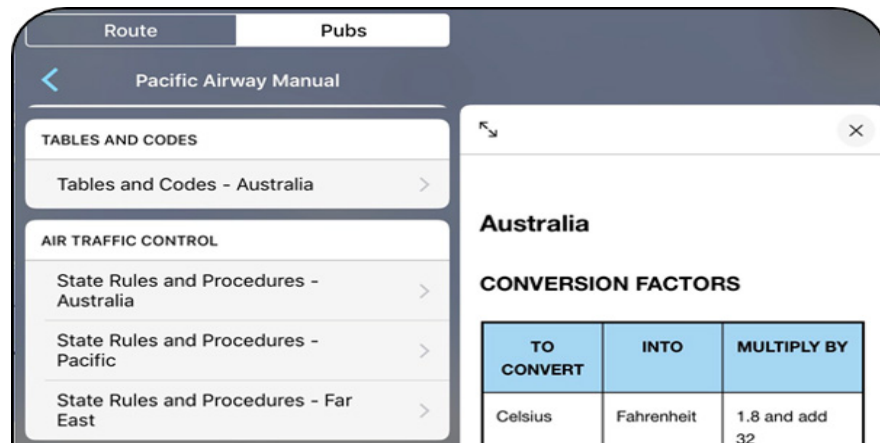 Route
Pubs
Pacific Airway Manual
TABLES AND CODES
Tables and Codes - Australia
AIR TRAFFIC CONTROL
State Rules and Procedures -
Australia
State Rules and Procedures -
Pacific
State Rules and Procedures - Far
East
Australia
CONVERSION FACTORS
TO
CONVERT
INTO
MULTIPLY BY
Celsius
Fahrenheit
1.8 and add
32